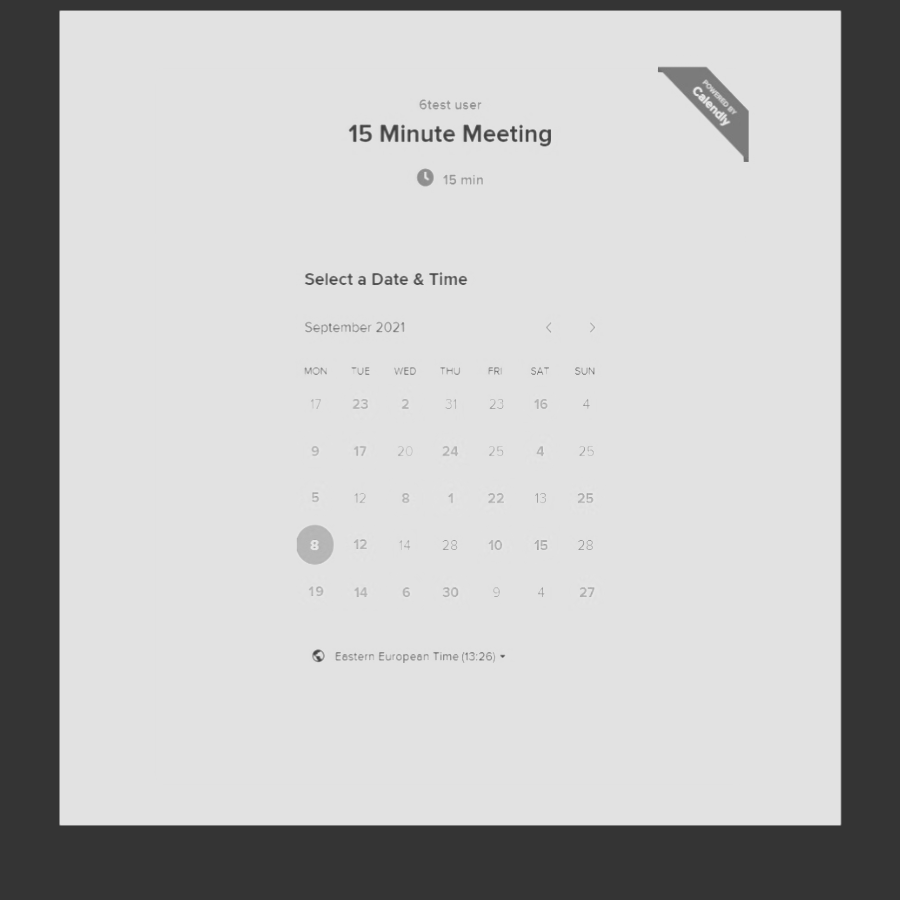 6test user
POWERED BY
Calendly
15 Minute Meeting
15 min
Select a Date & Time
September 2021
MON TUE WED THU FRI SAT SUN
17 23 2 31 23 16 4
9 17 20 24 25 4 25
5 12 8 1 22 13 25
8 12 14 28 10 15 28
19 14 6 30 9 4 27
Eastern European Time (13:26)